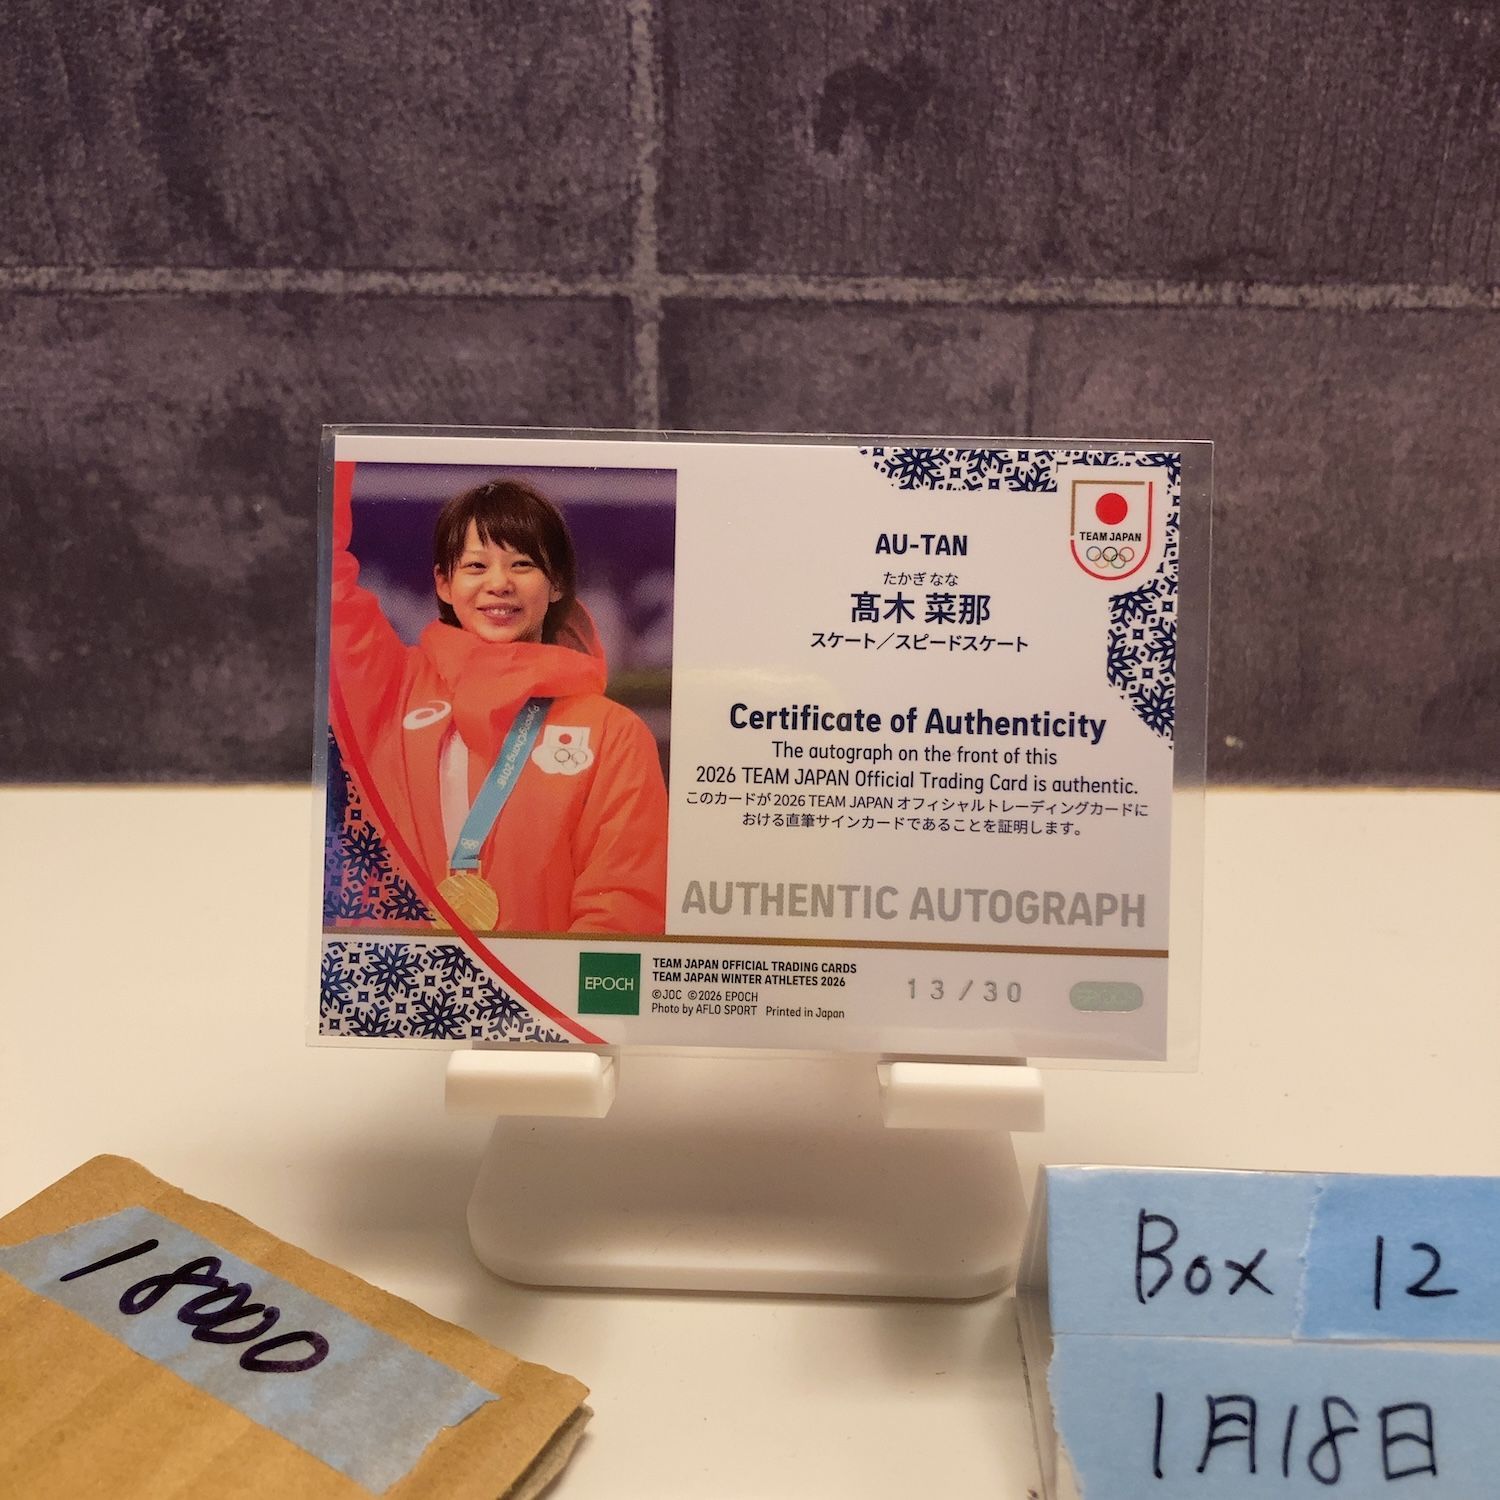 TEAM JAPAN
AU-TAN
たかぎ なな
髙木 菜那
スケート／スピードスケート
PyeongChang 2018
Certificate of Authenticity
The autograph on the front of this
2026 TEAM JAPAN Official Trading Card is authentic.
このカードが 2026 TEAM JAPAN オフィシャルトレーディングカードに
おける直筆サインカードであることを証明します。
AUTHENTIC AUTOGRAPH
EPOCH
TEAM JAPAN OFFICIAL TRADING CARDS
TEAM JAPAN WINTER ATHLETES 2026
©JOC ©2026 EPOCH
Photo by AFLO SPORT Printed in Japan
13/30
EPOCH
18000
Box 12
1月18日